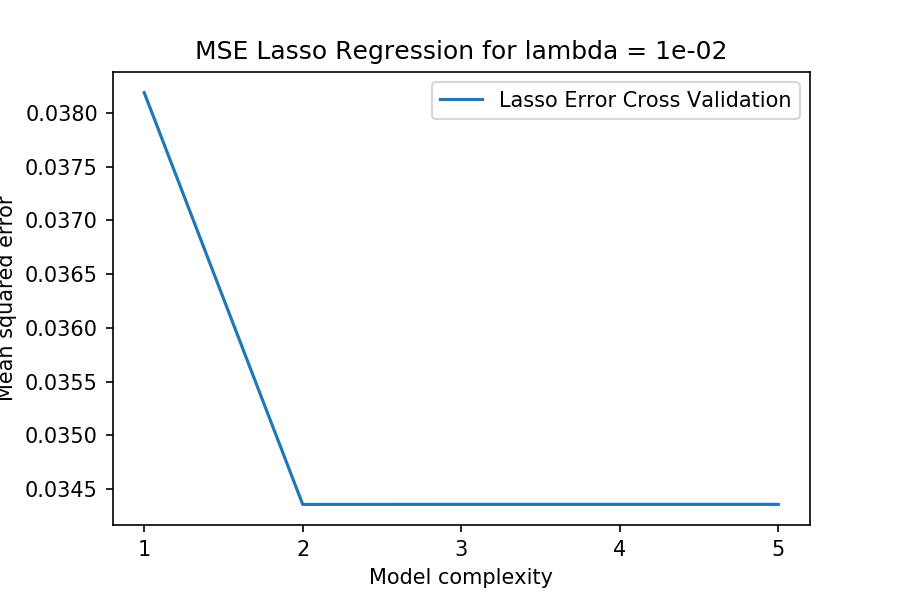 MSE Lasso Regression for lambda = 1e-02
Lasso Error Cross Validation
Mean squared error
0.0380
0.0375
0.0370
0.0365
0.0360
0.0355
0.0350
0.0345
1 2 3 4 5
Model complexity